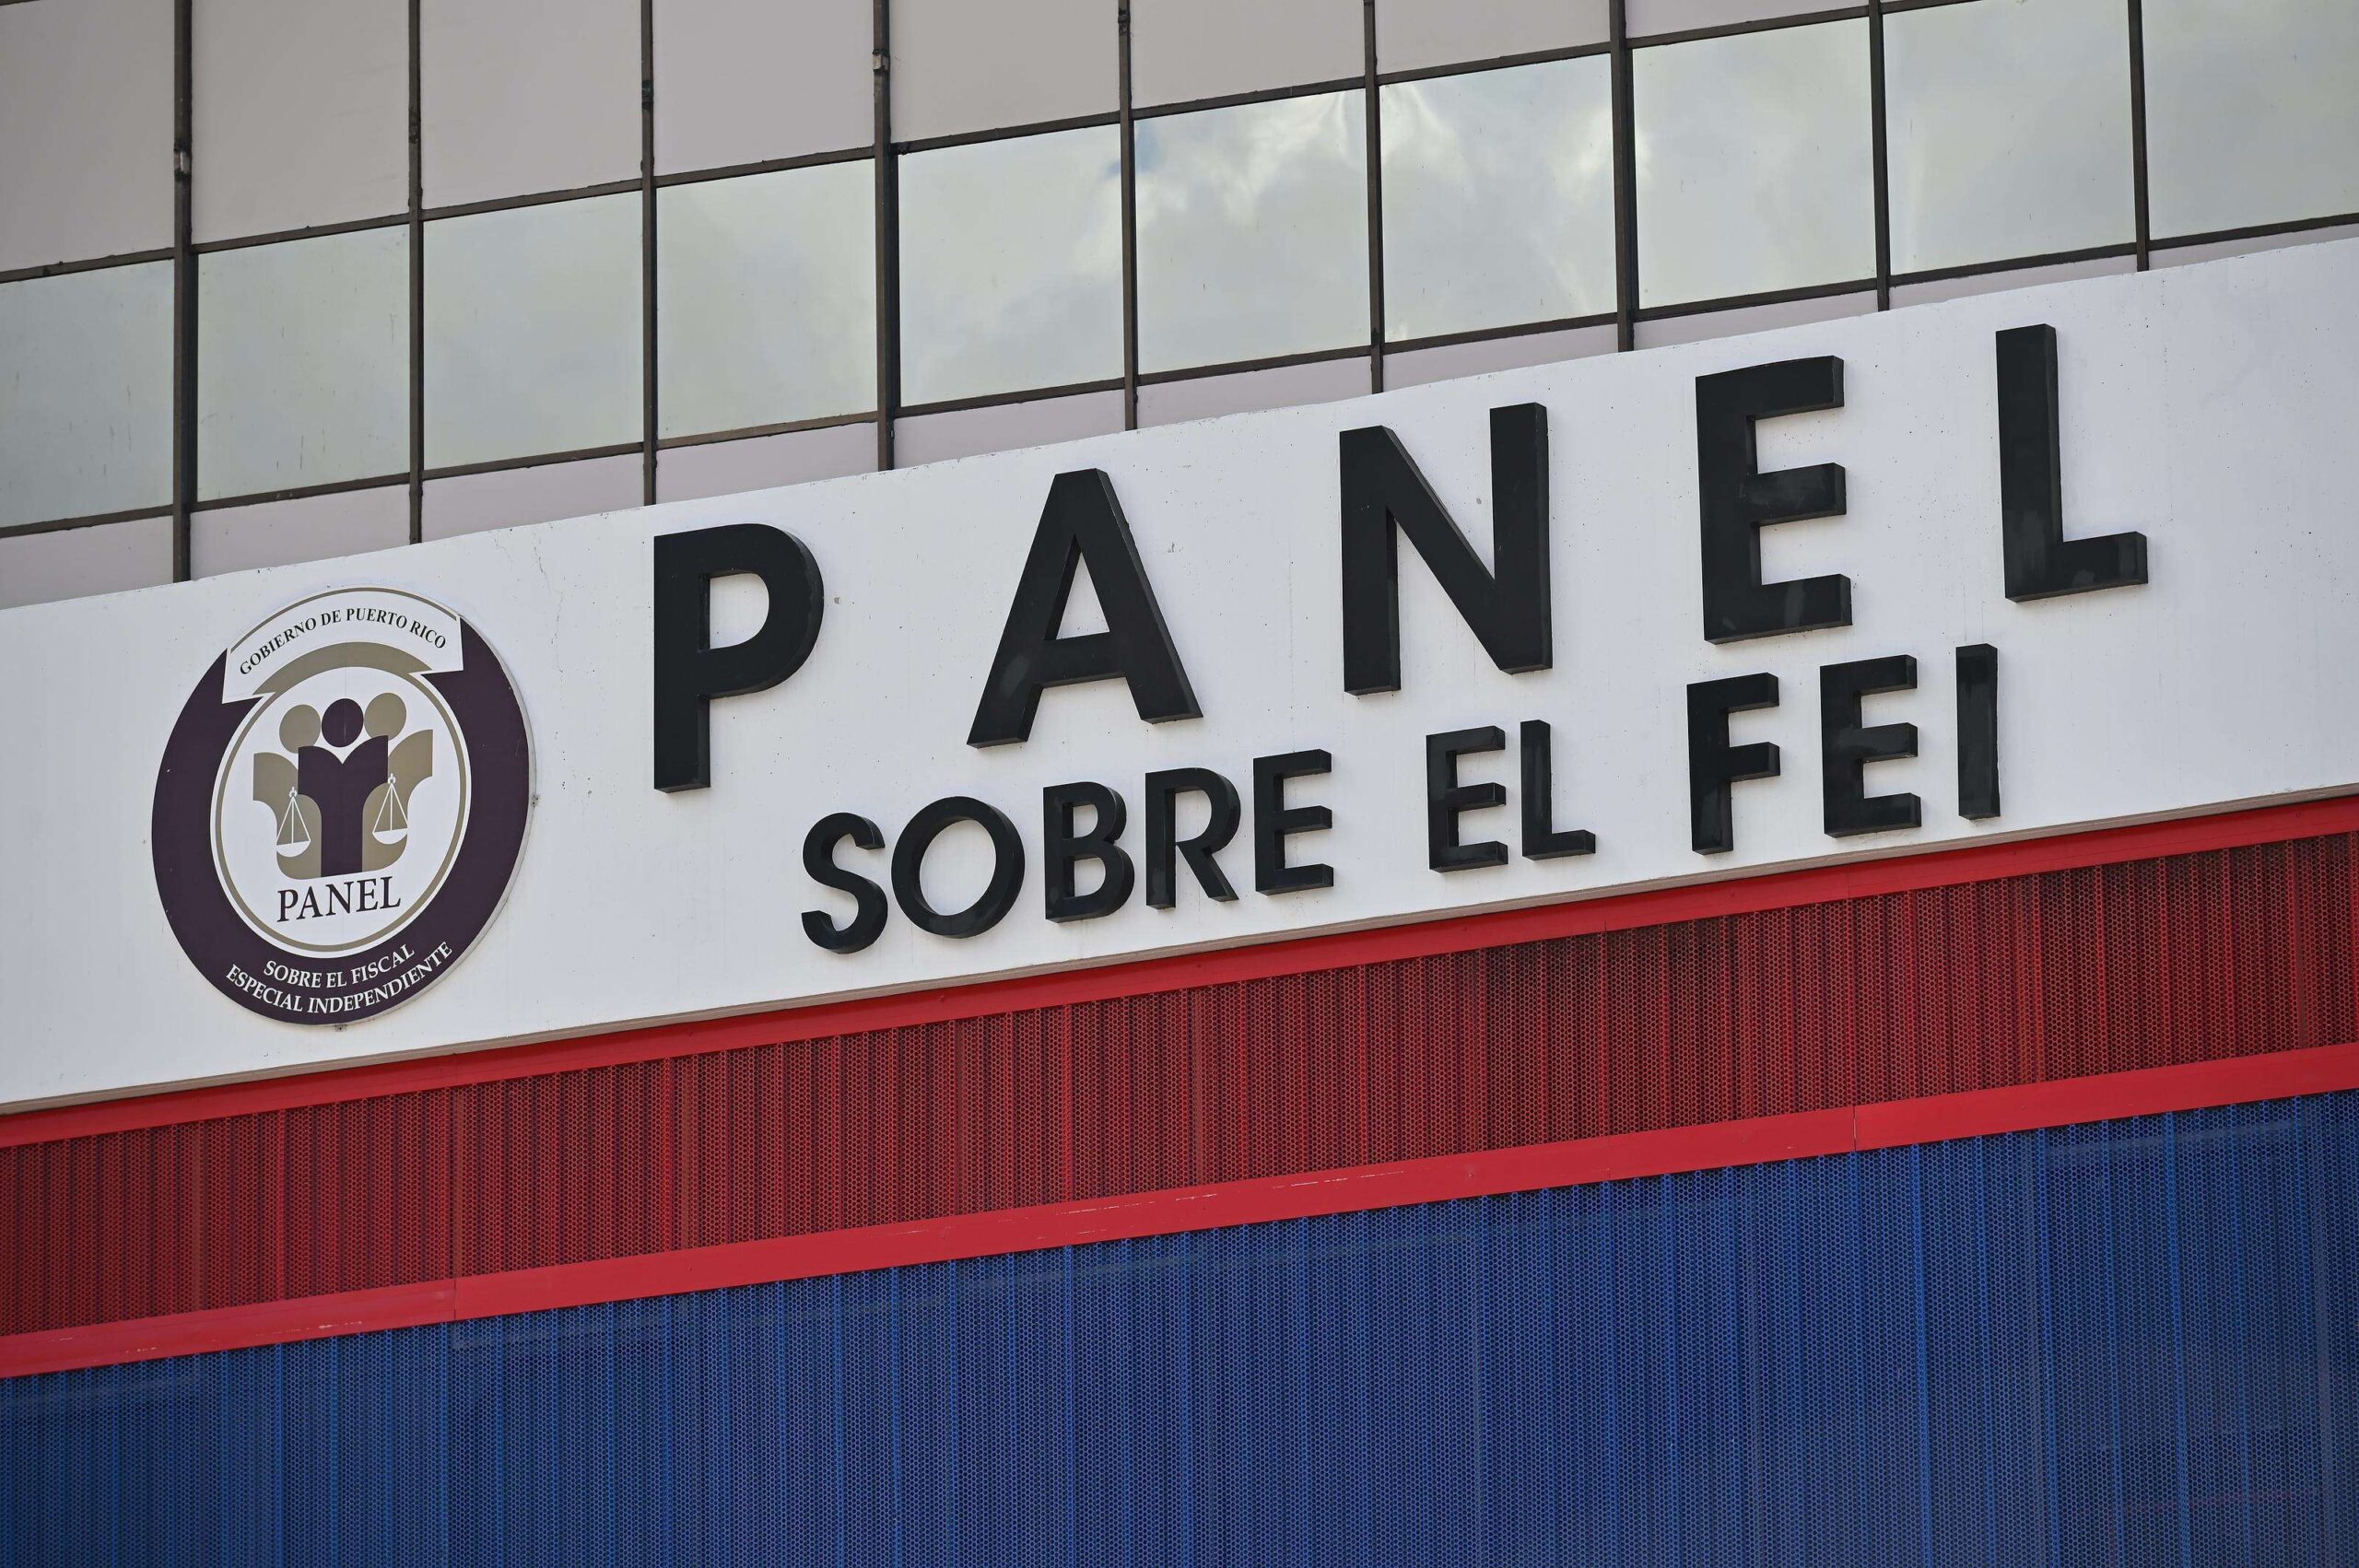 GOBIERNO DE PUERTO RICO
PANEL
SOBRE EL FISCAL
ESPECIAL INDEPENDIENTE
PANEL
SOBRE EL FEI